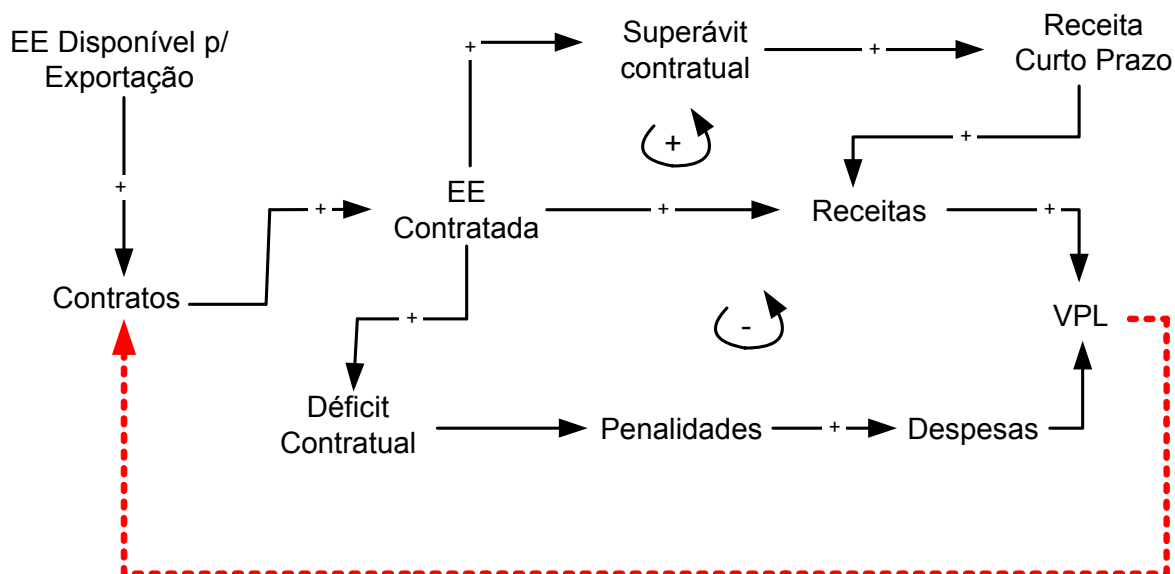 EE Disponível p/
Exportação
+
Superávit
contratual
+
Receita
Curto Prazo
+
+
+
EE
Contratada
+
+
Receitas
+
Contratos
+
-
VPL
Déficit
Contratual
Penalidades
+
Despesas